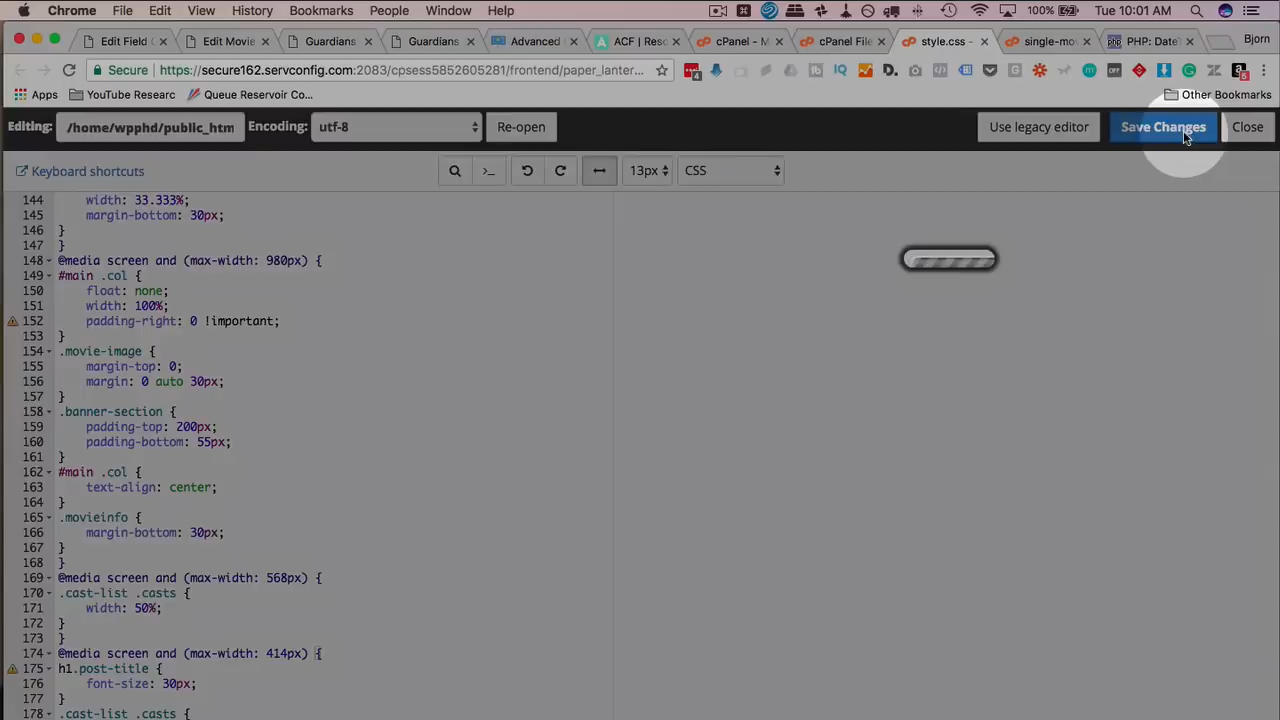 Chrome File Edit View History Bookmarks People Window Help 100% Tue 10:01 AM
Edit Field Edit Movie Guardians Guardians Advanced ACF | Res cPanel - M cPanel File style.css - single-mov PHP: Date Bjorn
Secure https://secure162.servconfig.com:2083/cpsess5852605281/frontend/paper_lanter...
Apps YouTube Researc Queue Reservoir Co... Other Bookmarks
Editing: /home/wpphd/public_htm Encoding: utf-8 Re-open Use legacy editor Save Changes Close
Keyboard shortcuts 13px CSS
144 width: 33.333%;
145 margin-bottom: 30px;
146 }
147 }
148 @media screen and (max-width: 980px) {
149 #main .col {
150 float: none;
151 width: 100%;
152 padding-right: 0 !important;
153 }
154 .movie-image {
155 margin-top: 0;
156 margin: 0 auto 30px;
157 }
158 .banner-section {
159 padding-top: 200px;
160 padding-bottom: 55px;
161 }
162 #main .col {
163 text-align: center;
164 }
165 .movieinfo {
166 margin-bottom: 30px;
167 }
168 }
169 @media screen and (max-width: 568px) {
170 .cast-list .casts {
171 width: 50%;
172 }
173 }
174 @media screen and (max-width: 414px) {
175 h1.post-title {
176 font-size: 30px;
177 }
178 .cast-list .casts {